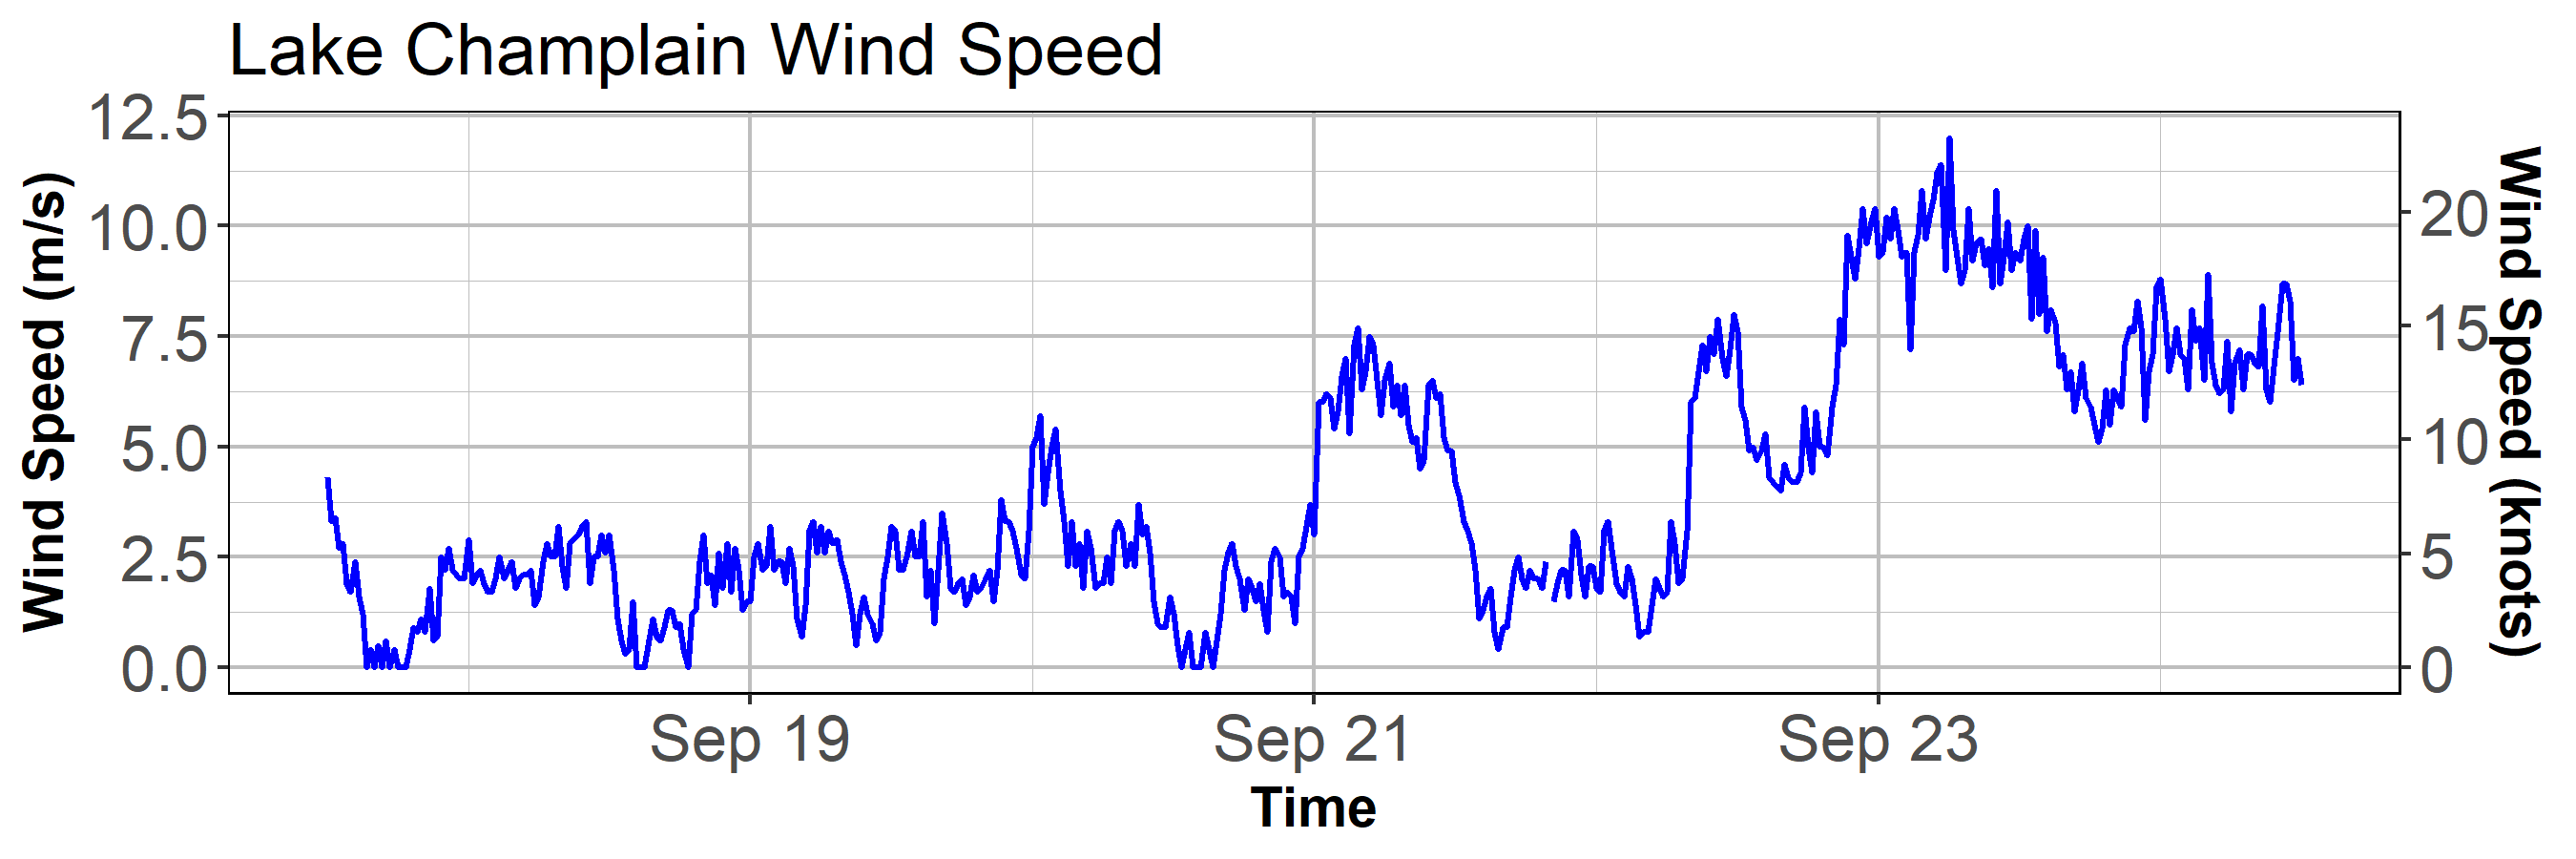 Lake Champlain Wind Speed
Wind Speed (m/s)
12.5
10.0
7.5
5.0
2.5
0.0
20
15
10
5
0
Wind Speed (knots)
Sep 19
Sep 21
Sep 23
Time